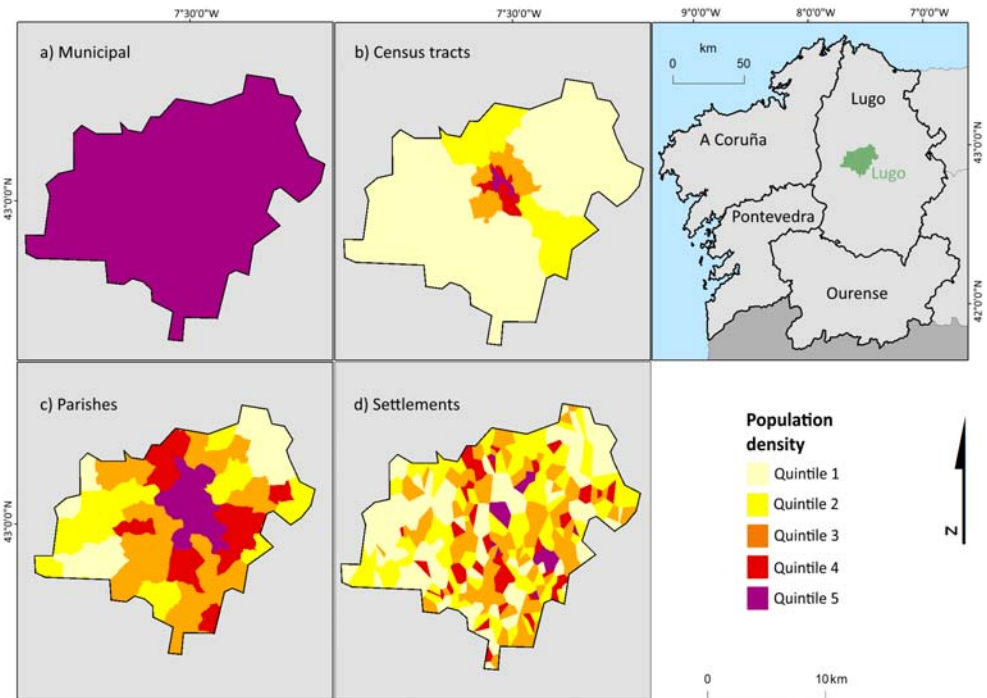 7°30'0"W
7°30'0"W
9°0'0"W
8°0'0"W
7°0'0"W
a) Municipal
b) Census tracts
km
0
50
Lugo
A Coruña
Lugo
Pontevedra
Ourense
43°0'0"N
43°0'0"N
42°0'0"N
c) Parishes
d) Settlements
43°0'0"N
Population
density
Quintile 1
Quintile 2
Quintile 3
Quintile 4
Quintile 5
N
0
10 km